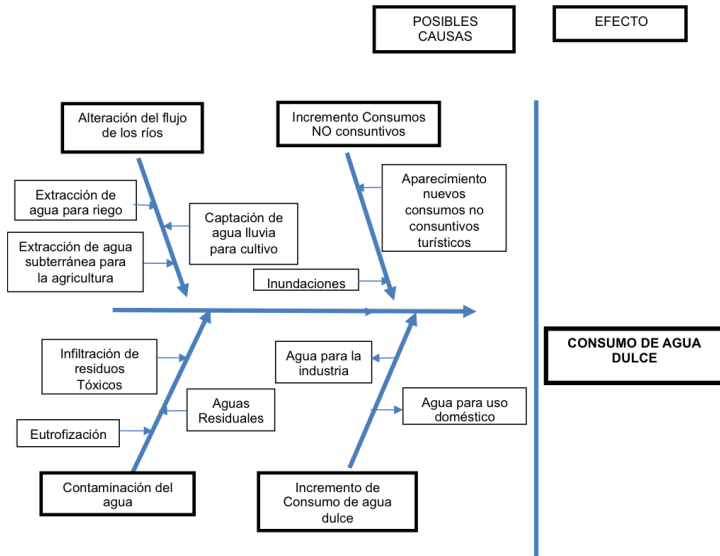 POSIBLES
CAUSAS
EFECTO
Alteración del flujo
de los ríos
Incremento Consumos
NO consuntivos
Extracción de
agua para riego
Captación de
agua lluvia
para cultivo
Extracción de agua
subterránea para
la agricultura
Aparecimiento
nuevos
consumos no
consuntivos
turísticos
Inundaciones
CONSUMO DE AGUA
DULCE
Infiltración de
residuos
Tóxicos
Aguas
Residuales
Eutrofización
Agua para la
industria
Agua para uso
doméstico
Contaminación del
agua
Incremento de
Consumo de agua
dulce